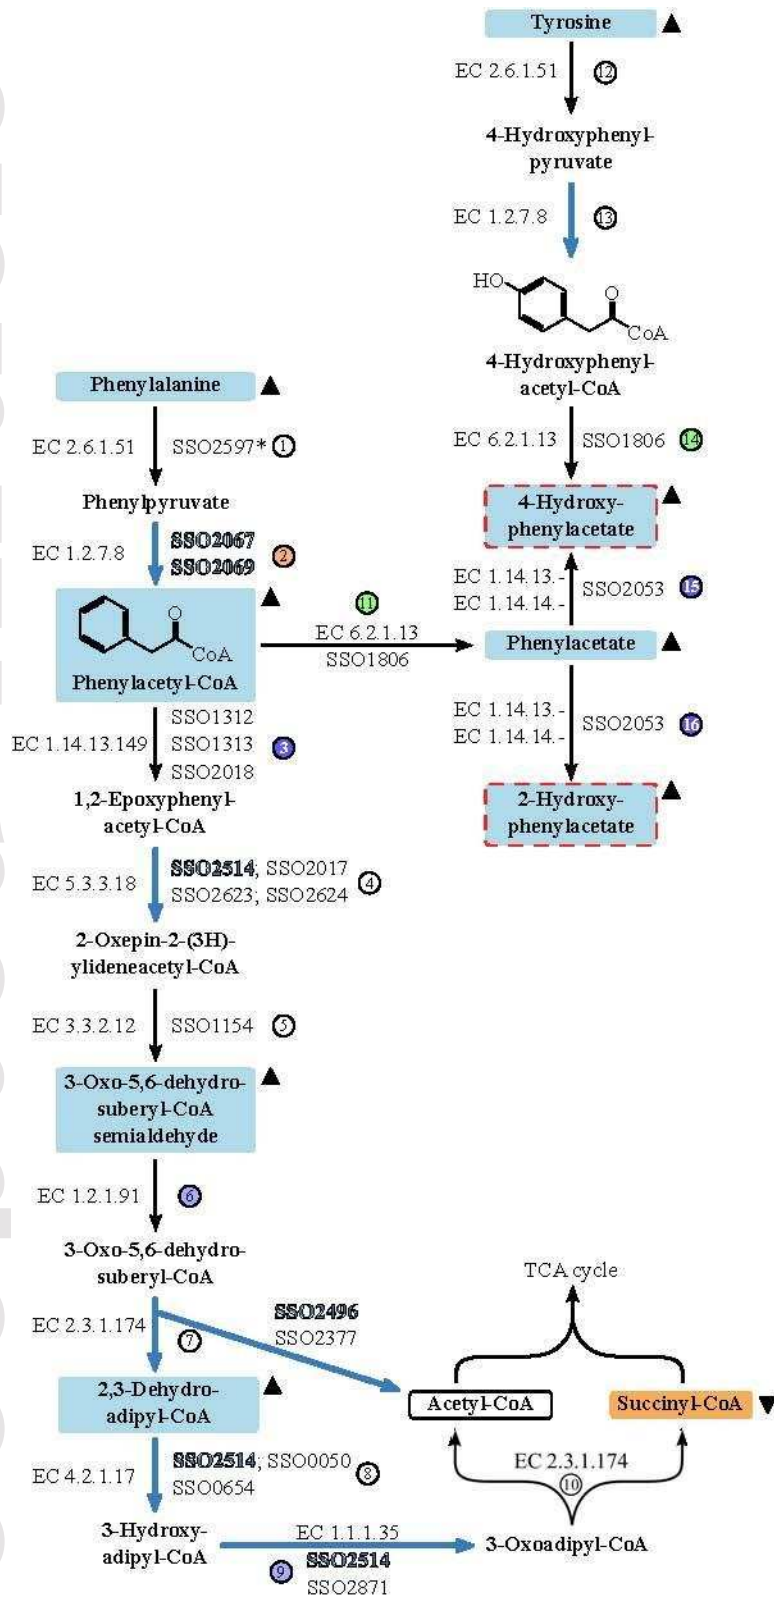 Tyrosine ▲
EC 2.6.1.51 12
4-Hydroxyphenyl-
pyruvate
EC 1.2.7.8 13
HO
O
CoA
4-Hydroxyphenyl-
acetyl-CoA
EC 6.2.1.13 SSO1806 14
4-Hydroxy-
phenylacetate ▲
EC 1.14.13.-
EC 1.14.14.-
SSO2053 15
Phenylacetate ▲
EC 1.14.13.-
EC 1.14.14.-
SSO2053 16
2-Hydroxy-
phenylacetate ▲
Phenylalanine ▲
EC 2.6.1.51 SSO2597* 1
Phenylpyruvate
EC 1.2.7.8
SSO2067
SSO2069
2
O
CoA
Phenylacetyl-CoA ▲
11
EC 6.2.1.13
SSO1806
EC 1.14.13.149
SSO1312
SSO1313
SSO2018
3
1,2-Epoxyphenyl-
acetyl-CoA
EC 5.3.3.18
SSO2514; SSO2017
SSO2623; SSO2624
4
2-Oxepin-2-(3H)-
ylideneacetyl-CoA
EC 3.3.2.12 SSO1154 5
3-Oxo-5,6-dehydro-
suberyl-CoA
semialdehyde ▲
EC 1.2.1.91 6
3-Oxo-5,6-dehydro-
suberyl-CoA
EC 2.3.1.174 7
SSO2496
SSO2377
TCA cycle
2,3-Dehydro-
adipyl-CoA ▲
Acetyl-CoA
Succinyl-CoA ▼
EC 4.2.1.17
SSO2514; SSO0050
SSO0654
8
EC 2.3.1.174
10
3-Hydroxy-
adipyl-CoA
EC 1.1.1.35
9
SSO2514
SSO2871
3-Oxoadipyl-CoA